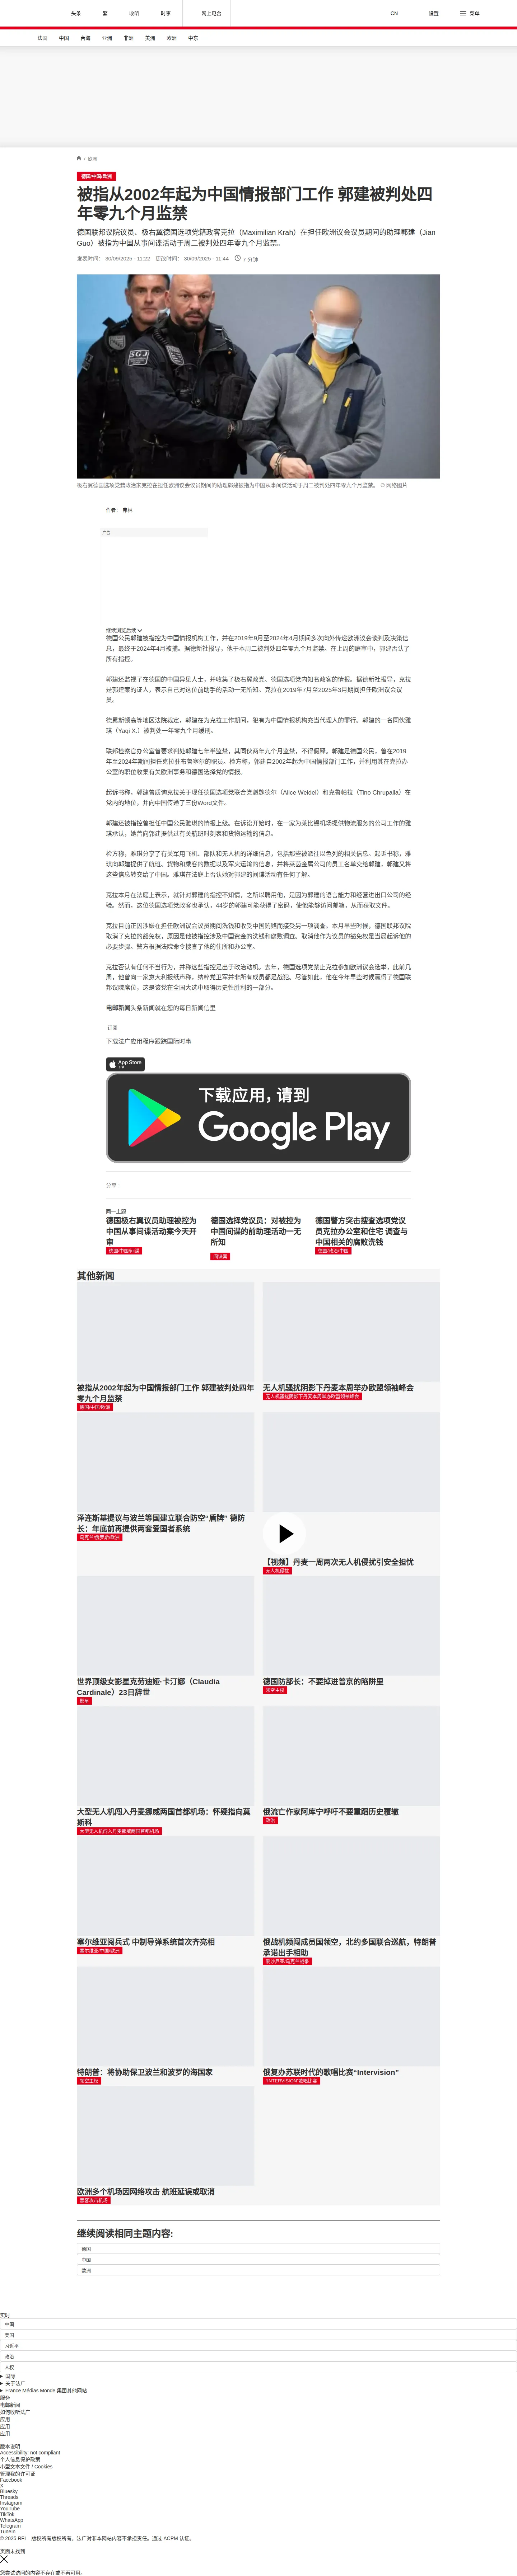 头条
繁
收听
时事
网上电台
CN
设置
菜单
法国
中国
台海
亚洲
非洲
美洲
欧洲
中东
/ 欧洲
德国/中国/欧洲
被指从2002年起为中国情报部门工作 郭建被判处四
年零九个月监禁
德国联邦议院议员、极右翼德国选项党籍政客克拉（Maximilian Krah）在担任欧洲议会议员期间的助理郭建（Jian
Guo）被指为中国从事间谍活动于周二被判处四年零九个月监禁。
发表时间： 30/09/2025 - 11:22 更改时间： 30/09/2025 - 11:44 7 分钟
极右翼德国选项党籍政治家克拉在担任欧洲议会议员期间的助理郭建被指为中国从事间谍活动于周二被判处四年零九个月监禁。 © 网络图片
作者： 弗林
广告
继续浏览后续
德国公民郭建被指控为中国情报机构工作，并在2019年9月至2024年4月期间多次向外传递欧洲议会谈判及决策信
息，最终于2024年4月被捕。据德新社报导，他于本周二被判处四年零九个月监禁。在上周的庭审中，郭建否认了
所有指控。
郭建还监视了在德国的中国异见人士，并收集了极右翼政党、德国选项党内知名政客的情报。据德新社报导，克拉
是郭建案的证人，表示自己对这位前助手的活动一无所知。克拉在2019年7月至2025年3月期间担任欧洲议会议
员。
德累斯顿高等地区法院裁定，郭建在为克拉工作期间，犯有为中国情报机构充当代理人的罪行。郭建的一名同伙雅
琪（Yaqi X.）被判处一年零九个月缓刑。
联邦检察官办公室曾要求判处郭建七年半监禁，其同伙两年九个月监禁，不得假释。郭建是德国公民，曾在2019
年至2024年期间担任克拉驻布鲁塞尔的职员。检方称，郭建自2002年起为中国情报部门工作，并利用其在克拉办
公室的职位收集有关欧洲事务和德国选择党的情报。
起诉书称，郭建曾质询克拉关于现任德国选项党联合党魁魏德尔（Alice Weidel）和克鲁帕拉（Tino Chrupalla）在
党内的地位，并向中国传递了三份Word文件。
郭建还被指控曾担任中国公民雅琪的情报上级。在诉讼开始时，在一家为莱比锡机场提供物流服务的公司工作的雅
琪承认，她曾向郭建提供过有关航班时刻表和货物运输的信息。
检方称，雅琪分享了有关军用飞机、部队和无人机的详细信息，包括那些被派往以色列的相关信息。起诉书称，雅
琪向郭建提供了航班、货物和乘客的数据以及军火运输的信息，并将莱茵金属公司的员工名单交给郭建。郭建又将
这些信息转交给了中国。雅琪在法庭上否认她对郭建的间谍活动有任何了解。
克拉本月在法庭上表示，就针对郭建的指控不知情，之所以聘用他，是因为郭建的语言能力和经营进出口公司的经
验。然而，这位德国选项党政客也承认，44岁的郭建可能获得了密码，使他能够访问邮箱，从而获取文件。
克拉目前正因涉嫌在担任欧洲议会议员期间洗钱和收受中国贿赂而接受另一项调查。本月早些时候，德国联邦议院
取消了克拉的豁免权，原因是他被指控涉及中国资金的洗钱和腐败调查。取消他作为议员的豁免权是当局起诉他的
必要步骤。警方根据法院命令搜查了他的住所和办公室。
克拉否认有任何不当行为，并称这些指控是出于政治动机。去年，德国选项党禁止克拉参加欧洲议会选举，此前几
周，他曾向一家意大利报纸声称，纳粹党卫军并非所有成员都是战犯。尽管如此，他在今年早些时候赢得了德国联
邦议院席位，这是该党在全国大选中取得历史性胜利的一部分。
电邮新闻头条新闻就在您的每日新闻信里
订阅
下载法广应用程序跟踪国际时事
App Store
下载
下载应用，请到
Google Play
分享 :
同一主题
德国极右翼议员助理被控为
中国从事间谍活动案今天开
审
德国/中国/间谍
德国选择党议员：对被控为
中国间谍的前助理活动一无
所知
间谍案
德国警方突击搜查选项党议
员克拉办公室和住宅 调查与
中国相关的腐败洗钱
德国/政治/中国
其他新闻
被指从2002年起为中国情报部门工作 郭建被判处四年
零九个月监禁
德国/中国/欧洲
无人机骚扰阴影下丹麦本周举办欧盟领袖峰会
无人机骚扰阴影下丹麦本周举办欧盟领袖峰会
泽连斯基提议与波兰等国建立联合防空“盾牌” 德防
长：年底前再提供两套爱国者系统
乌克兰/俄罗斯/欧洲
【视频】丹麦一周两次无人机侵扰引安全担忧
无人机侵扰
世界顶级女影星克劳迪娅·卡汀娜（Claudia
Cardinale）23日辞世
影星
德国防部长：不要掉进普京的陷阱里
领空主权
大型无人机闯入丹麦挪威两国首都机场：怀疑指向莫
斯科
大型无人机闯入丹麦挪威两国首都机场
俄流亡作家阿库宁呼吁不要重蹈历史覆辙
政治
塞尔维亚阅兵式 中制导弹系统首次齐亮相
塞尔维亚/中国/欧洲
俄战机频闯成员国领空，北约多国联合巡航，特朗普
承诺出手相助
爱沙尼亚/乌克兰战争
特朗普：将协助保卫波兰和波罗的海国家
领空主权
俄复办苏联时代的歌唱比赛“Intervision”
“INTERVISION”歌唱比赛
欧洲多个机场因网络攻击 航班延误或取消
黑客攻击机场
继续阅读相同主题内容:
德国
中国
欧洲
实时
中国
美国
习近平
政治
人权
国际
关于法广
France Médias Monde 集团其他网站
服务
电邮新闻
如何收听法广
应用
应用
应用
版本说明
Accessibility: not compliant
个人信息保护政策
小型文本文件 / Cookies
管理我的许可证
Facebook
X
Bluesky
Threads
Instagram
YouTube
TikTok
WhatsApp
Telegram
TuneIn
© 2025 RFI – 版权所有版权所有。法广对非本网站内容不承担责任。通过 ACPM 认证。
页面未找到
您尝试访问的内容不存在或不再可用。